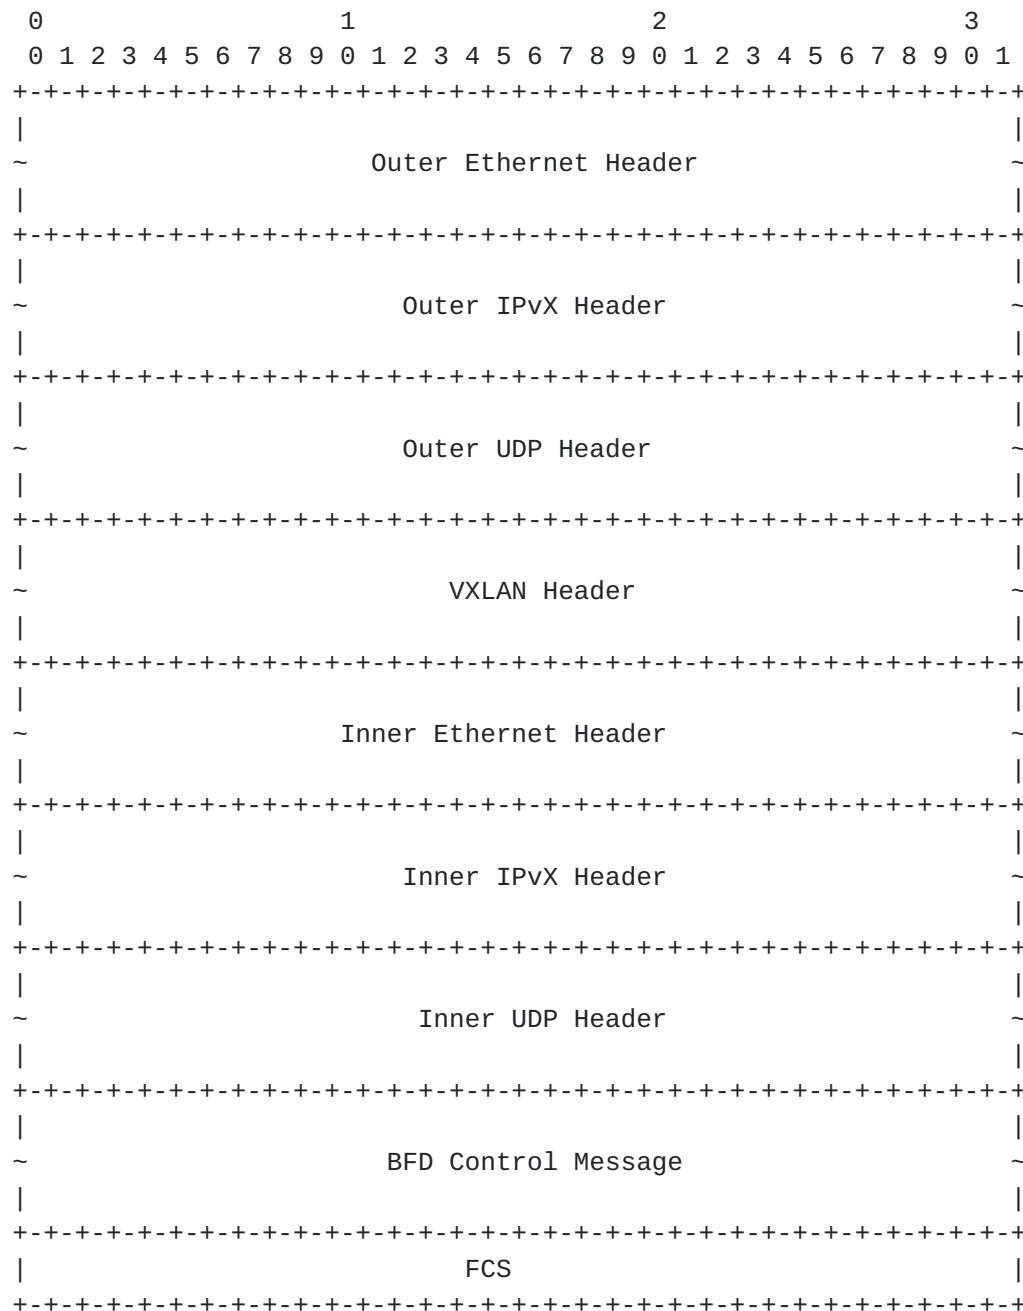 0                   1                   2                   3
 0 1 2 3 4 5 6 7 8 9 0 1 2 3 4 5 6 7 8 9 0 1 2 3 4 5 6 7 8 9 0 1
+-+-+-+-+-+-+-+-+-+-+-+-+-+-+-+-+-+-+-+-+-+-+-+-+-+-+-+-+-+-+-+-+
|                                                               |
~                      Outer Ethernet Header                    ~
|                                                               |
+-+-+-+-+-+-+-+-+-+-+-+-+-+-+-+-+-+-+-+-+-+-+-+-+-+-+-+-+-+-+-+-+
|                                                               |
~                        Outer IPvX Header                      ~
|                                                               |
+-+-+-+-+-+-+-+-+-+-+-+-+-+-+-+-+-+-+-+-+-+-+-+-+-+-+-+-+-+-+-+-+
|                                                               |
~                        Outer UDP Header                       ~
|                                                               |
+-+-+-+-+-+-+-+-+-+-+-+-+-+-+-+-+-+-+-+-+-+-+-+-+-+-+-+-+-+-+-+-+
|                                                               |
~                           VXLAN Header                        ~
|                                                               |
+-+-+-+-+-+-+-+-+-+-+-+-+-+-+-+-+-+-+-+-+-+-+-+-+-+-+-+-+-+-+-+-+
|                                                               |
~                    Inner Ethernet Header                      ~
|                                                               |
+-+-+-+-+-+-+-+-+-+-+-+-+-+-+-+-+-+-+-+-+-+-+-+-+-+-+-+-+-+-+-+-+
|                                                               |
~                        Inner IPvX Header                      ~
|                                                               |
+-+-+-+-+-+-+-+-+-+-+-+-+-+-+-+-+-+-+-+-+-+-+-+-+-+-+-+-+-+-+-+-+
|                                                               |
~                         Inner UDP Header                      ~
|                                                               |
+-+-+-+-+-+-+-+-+-+-+-+-+-+-+-+-+-+-+-+-+-+-+-+-+-+-+-+-+-+-+-+-+
|                                                               |
~                       BFD Control Message                     ~
|                                                               |
+-+-+-+-+-+-+-+-+-+-+-+-+-+-+-+-+-+-+-+-+-+-+-+-+-+-+-+-+-+-+-+-+
|                            FCS                                |
+-+-+-+-+-+-+-+-+-+-+-+-+-+-+-+-+-+-+-+-+-+-+-+-+-+-+-+-+-+-+-+-+